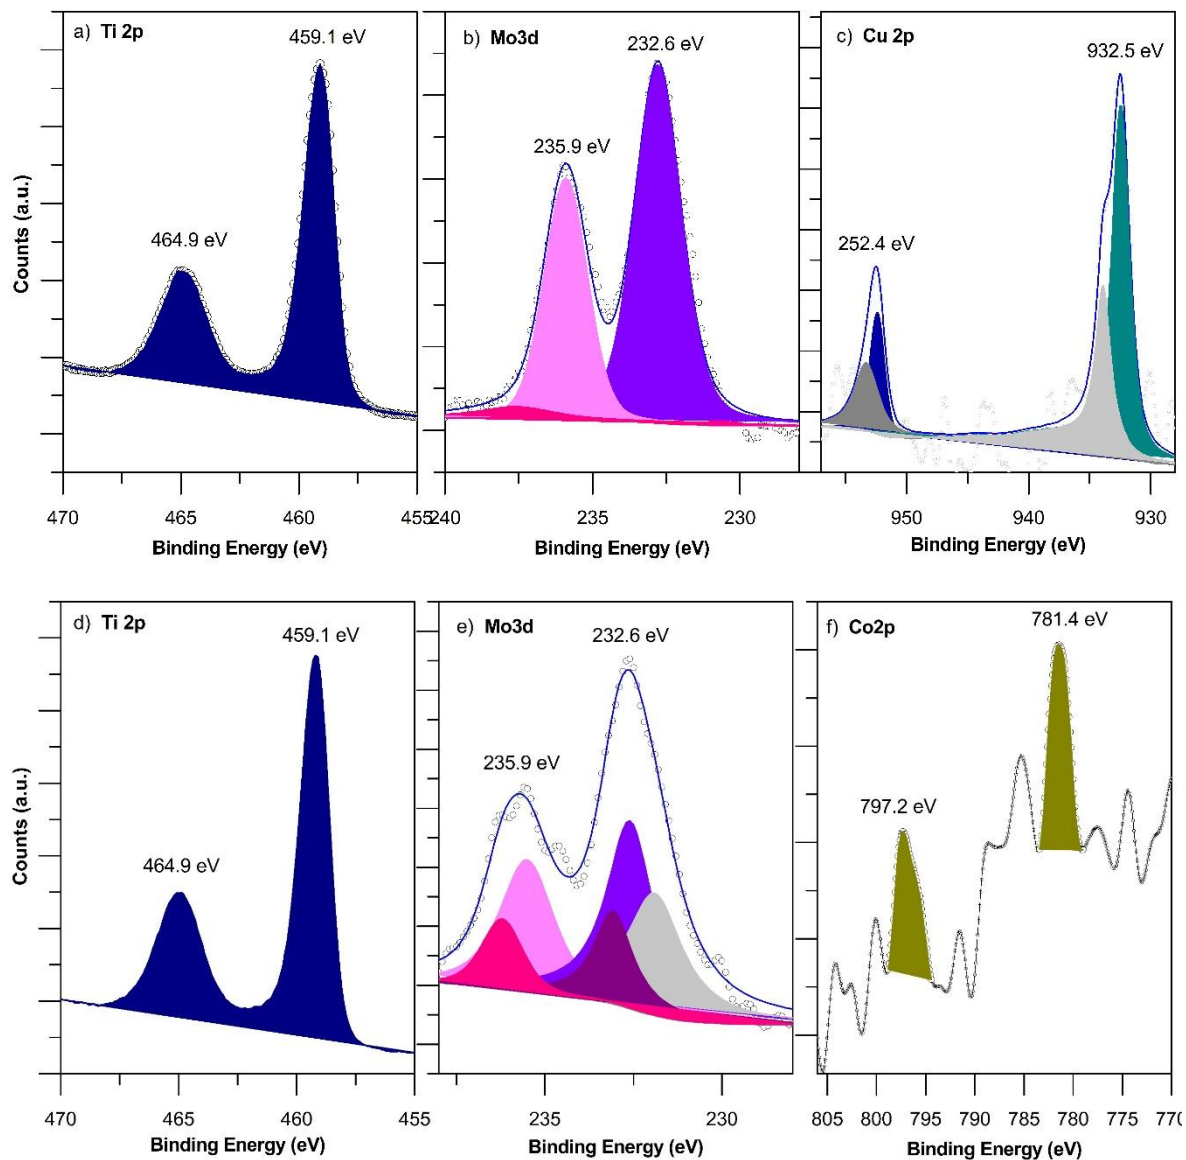 a) Ti 2p
459.1 eV
464.9 eV
Counts (a.u.)
470
465
460
455
Binding Energy (eV)
b) Mo3d
232.6 eV
235.9 eV
240
235
230
Binding Energy (eV)
c) Cu 2p
932.5 eV
252.4 eV
950
940
930
Binding Energy (eV)
d) Ti 2p
459.1 eV
464.9 eV
Counts (a.u.)
470
465
460
455
Binding Energy (eV)
e) Mo3d
232.6 eV
235.9 eV
235
230
Binding Energy (eV)
f) Co2p
781.4 eV
797.2 eV
805 800 795 790 785 780 775 770
Binding Energy (eV)